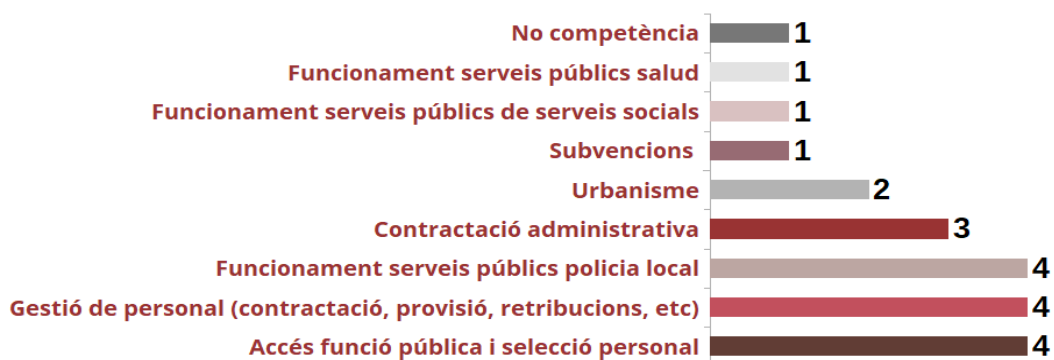 No competència 1
Funcionament serveis públics salud 1
Funcionament serveis públics de serveis socials 1
Subvencions 1
Urbanisme 2
Contractació administrativa 3
Funcionament serveis públics policia local 4
Gestió de personal (contractació, provisió, retribucions, etc) 4
Accés funció pública i selecció personal 4